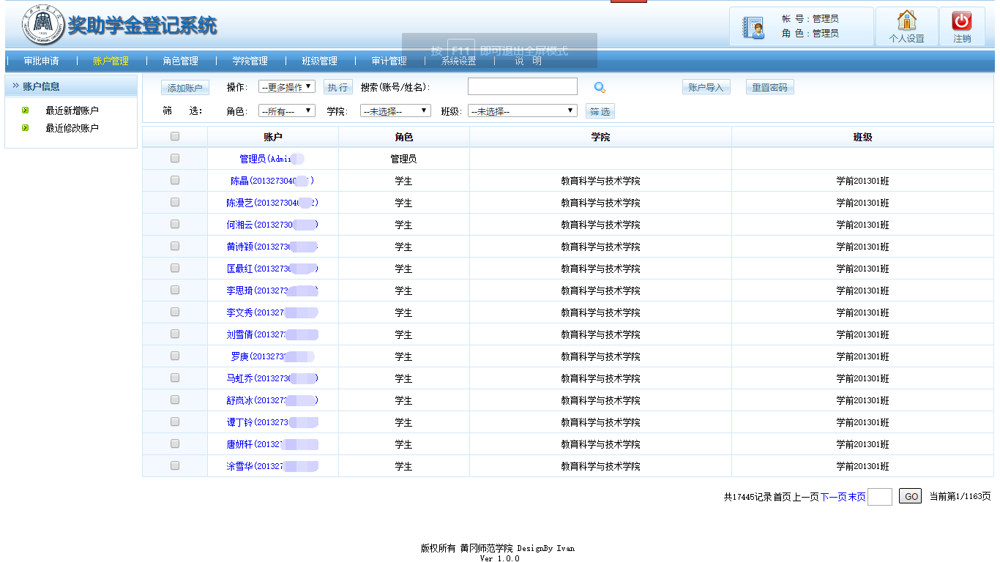 奖助学金登记系统
帐 号：管理员
角 色：管理员
个人设置
注销
按 F11 即可退出全屏模式
审批申请 账户管理 角色管理 学院管理 班级管理 审计管理 系统设置 说 明
账户信息
最近新增账户
最近修改账户
添加账户 操作： --更多操作 执 行 搜索(账号/姓名)： 账户导入 重置密码
筛 选： 角色： --所有--- 学院： --未选择-- 班级： --未选择-- 筛 选
账户 角色 学院 班级
管理员(Admi 管理员
陈晶(201327304 ) 学生 教育科学与技术学院 学前201301班
陈漫艺(20132730 2) 学生 教育科学与技术学院 学前201301班
何湘云(20132730 ) 学生 教育科学与技术学院 学前201301班
黄诗颖(2013273 学生 教育科学与技术学院 学前201301班
匡最红(2013273 ) 学生 教育科学与技术学院 学前201301班
李思琦(201327 学生 教育科学与技术学院 学前201301班
李文秀(201327 学生 教育科学与技术学院 学前201301班
刘雪倩(201327 学生 教育科学与技术学院 学前201301班
罗庚(2013273 学生 教育科学与技术学院 学前201301班
马虹乔(2013273 ) 学生 教育科学与技术学院 学前201301班
舒岚冰(201327 ) 学生 教育科学与技术学院 学前201301班
谭丁铃(2013273 学生 教育科学与技术学院 学前201301班
唐妍轩(20132 学生 教育科学与技术学院 学前201301班
涂雪华(20132 学生 教育科学与技术学院 学前201301班
共17445记录 首页 上一页 下一页 末页 GO 当前第1/1163页
版权所有 黄冈师范学院 DesignBy Ivan
Ver 1.0.0